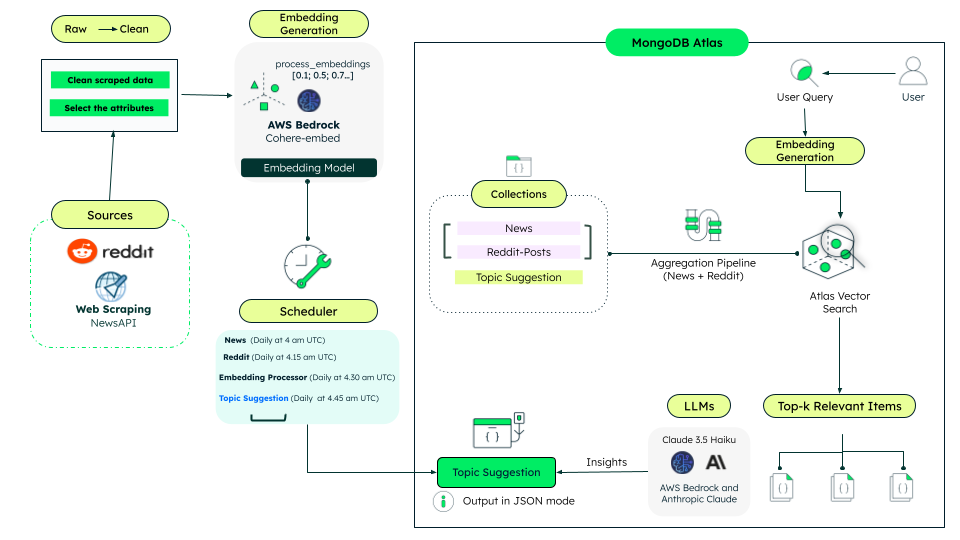 Raw
Clean
Clean scraped data
Select the attributes
Sources
reddit
Web Scraping
NewsAPI
Embedding
Generation
process_embeddings
[0.1; 0.5; 0.7...]
AWS Bedrock
Cohere-embed
Embedding Model
Scheduler
News (Daily at 4 am UTC)
Reddit (Daily at 4.15 am UTC)
Embedding Processor (Daily at 4.30 am UTC)
Topic Suggestion (Daily at 4.45 am UTC)
MongoDB Atlas
User Query
User
Embedding
Generation
{ }
Collections
News
Reddit-Posts
Topic Suggestion
Aggregation Pipeline
(News + Reddit)
Atlas Vector
Search
Top-k Relevant Items
{ }
{ }
{ }
LLMs
Claude 3.5 Haiku
AWS Bedrock and
Anthropic Claude
Insights
{ }
Topic Suggestion
Output in JSON mode